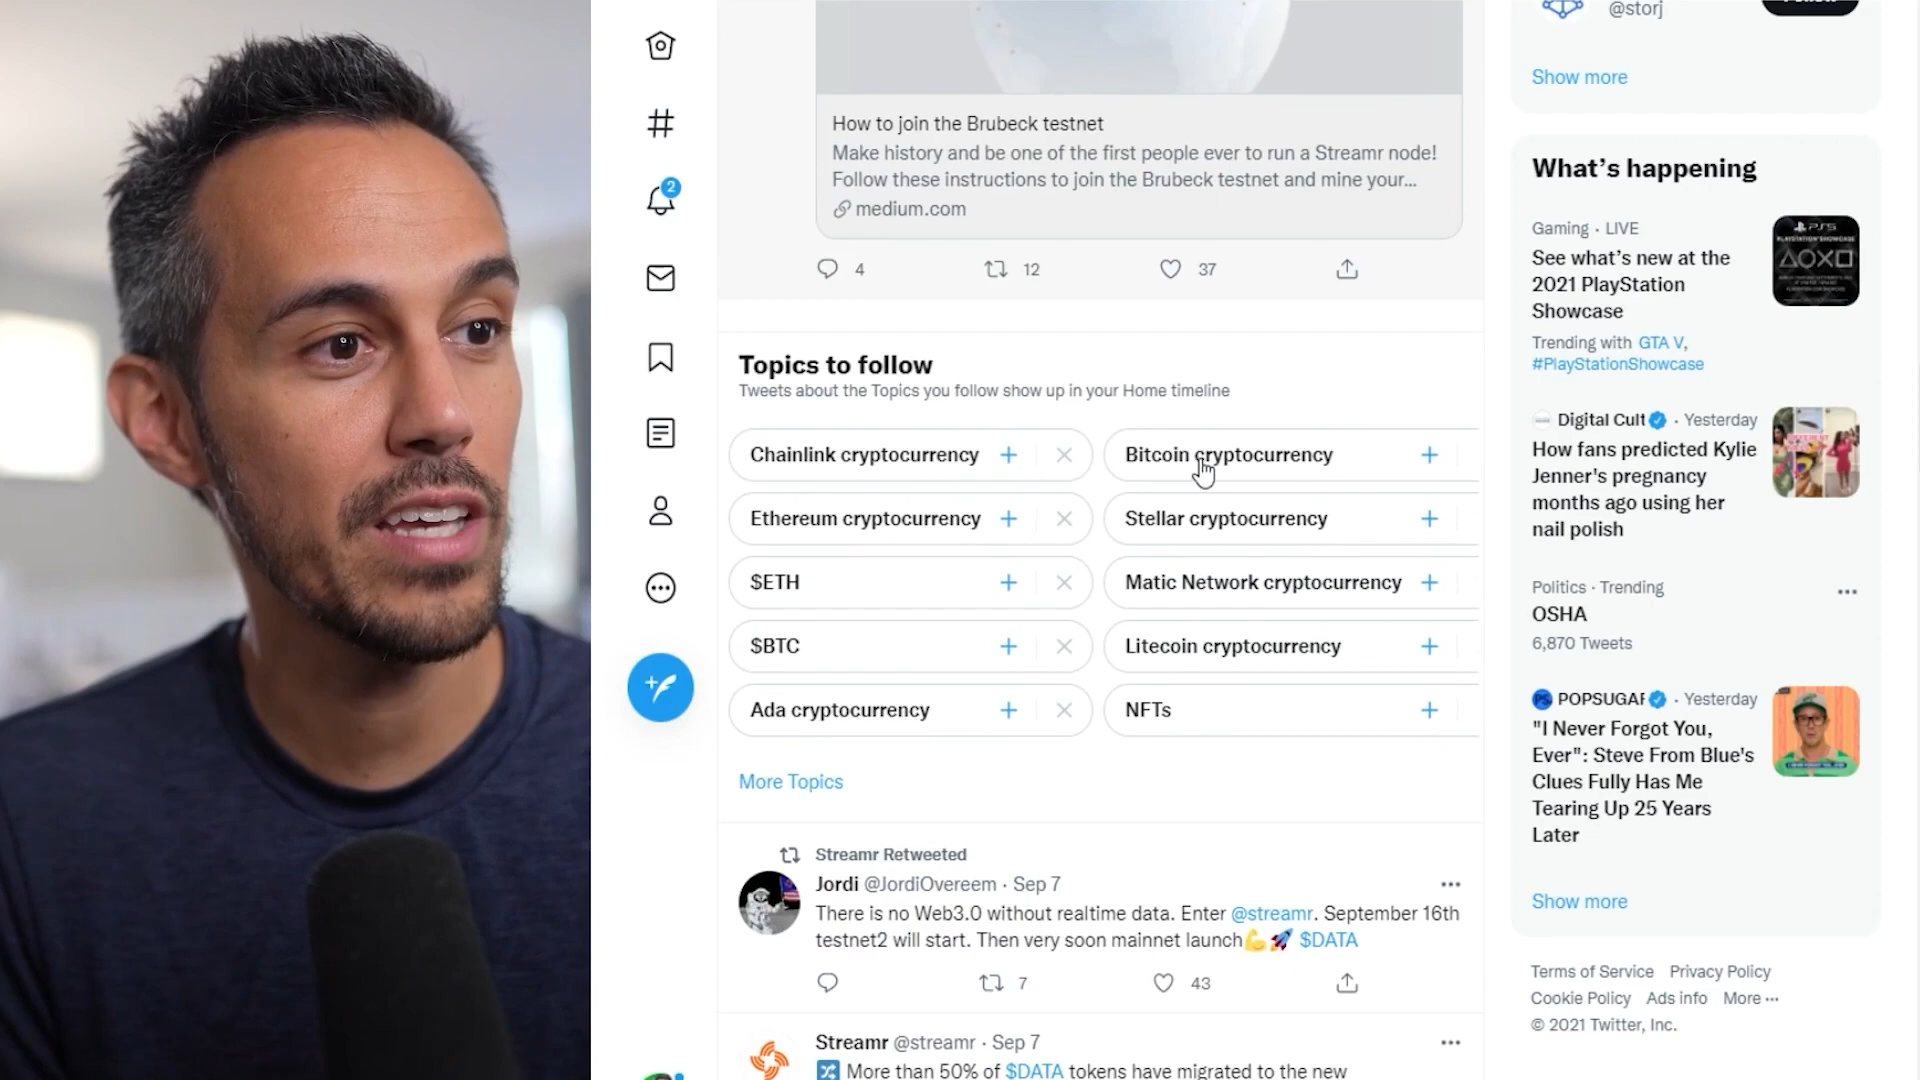 @storj
Show more
2
How to join the Brubeck testnet
Make history and be one of the first people ever to run a Streamr node!
Follow these instructions to join the Brubeck testnet and mine your...
medium.com
4
12
37
Topics to follow
Tweets about the Topics you follow show up in your Home timeline
Chainlink cryptocurrency
Bitcoin cryptocurrency
Ethereum cryptocurrency
Stellar cryptocurrency
$ETH
Matic Network cryptocurrency
$BTC
Litecoin cryptocurrency
Ada cryptocurrency
NFTs
More Topics
Streamr Retweeted
Jordi @JordiOvereem · Sep 7
There is no Web3.0 without realtime data. Enter @streamr. September 16th
testnet2 will start. Then very soon mainnet launch💪🚀 $DATA
7
43
Streamr @streamr · Sep 7
🔀 More than 50% of $DATA tokens have migrated to the new
What's happening
Gaming · LIVE
See what's new at the
2021 PlayStation
Showcase
Trending with GTA V,
#PlayStationShowcase
PS5
PLAYSTATION SHOWCASE
Digital Cult · Yesterday
How fans predicted Kylie
Jenner's pregnancy
months ago using her
nail polish
Politics · Trending
OSHA
6,870 Tweets
PS
POPSUGAR · Yesterday
"I Never Forgot You,
Ever": Steve From Blue's
Clues Fully Has Me
Tearing Up 25 Years
Later
Show more
Terms of Service Privacy Policy
Cookie Policy Ads info More ···
© 2021 Twitter, Inc.